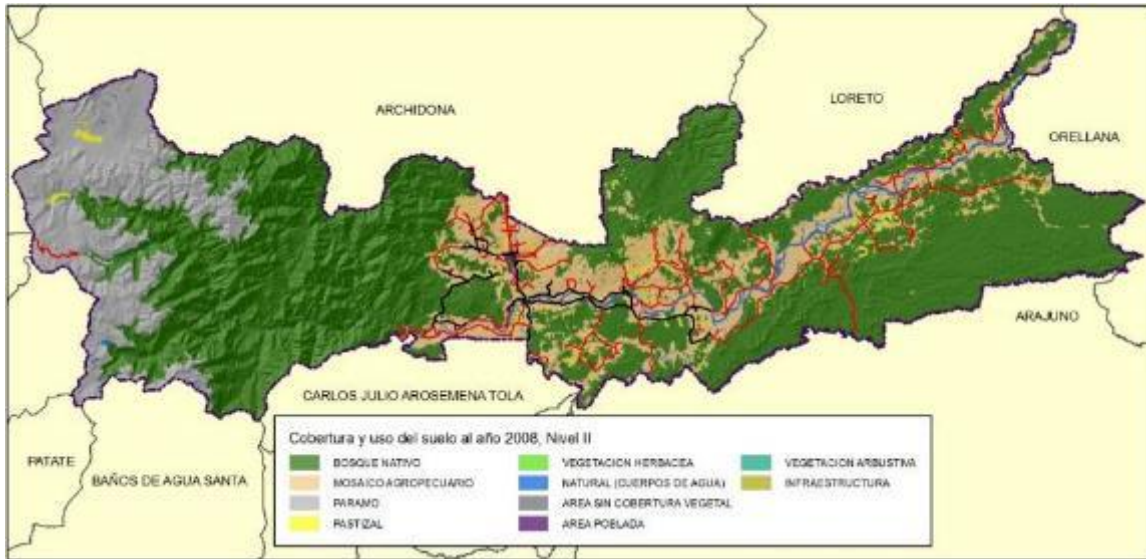 ARCHIDONA
LORETO
ORELLANA
ARAJUNO
CARLOS JULIO AROSEMENA TOLA
PATATE
BAÑOS DE AGUA SANTA
Cobertura y uso del suelo al año 2008, Nivel II
BOSQUE NATIVO
MOSAICO AGROPECUARIO
PARAMO
PASTIZAL
VEGETACION HERBACEA
NATURAL (CUERPOS DE AGUA)
AREA SIN COBERTURA VEGETAL
AREA POBLADA
VEGETACION ARBUSTIVA
INFRAESTRUCTURA